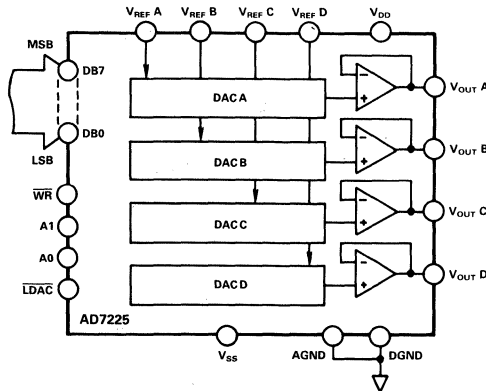 VREF A VREF B VREF C VREF D VDD
MSB
DB7
DAC A
VOUT A
DB0
LSB
DAC B
VOUT B
WR
A1
DAC C
VOUT C
A0
LDAC
DAC D
VOUT D
AD7225
VSS
AGND DGND